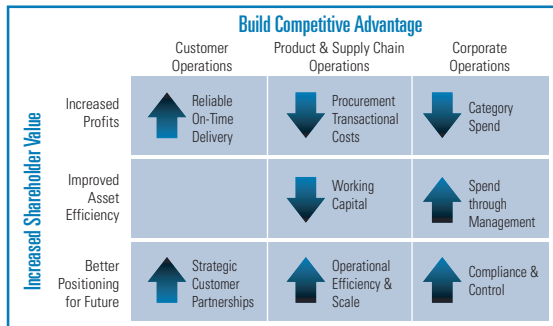 Build Competitive Advantage
Customer
Operations
Product & Supply Chain
Operations
Corporate
Operations
Increased Shareholder Value
Increased
Profits
Reliable
On-Time
Delivery
Procurement
Transactional
Costs
Category
Spend
Improved
Asset
Efficiency
Working
Capital
Spend
through
Management
Better
Positioning
for Future
Strategic
Customer
Partnerships
Operational
Efficiency &
Scale
Compliance &
Control